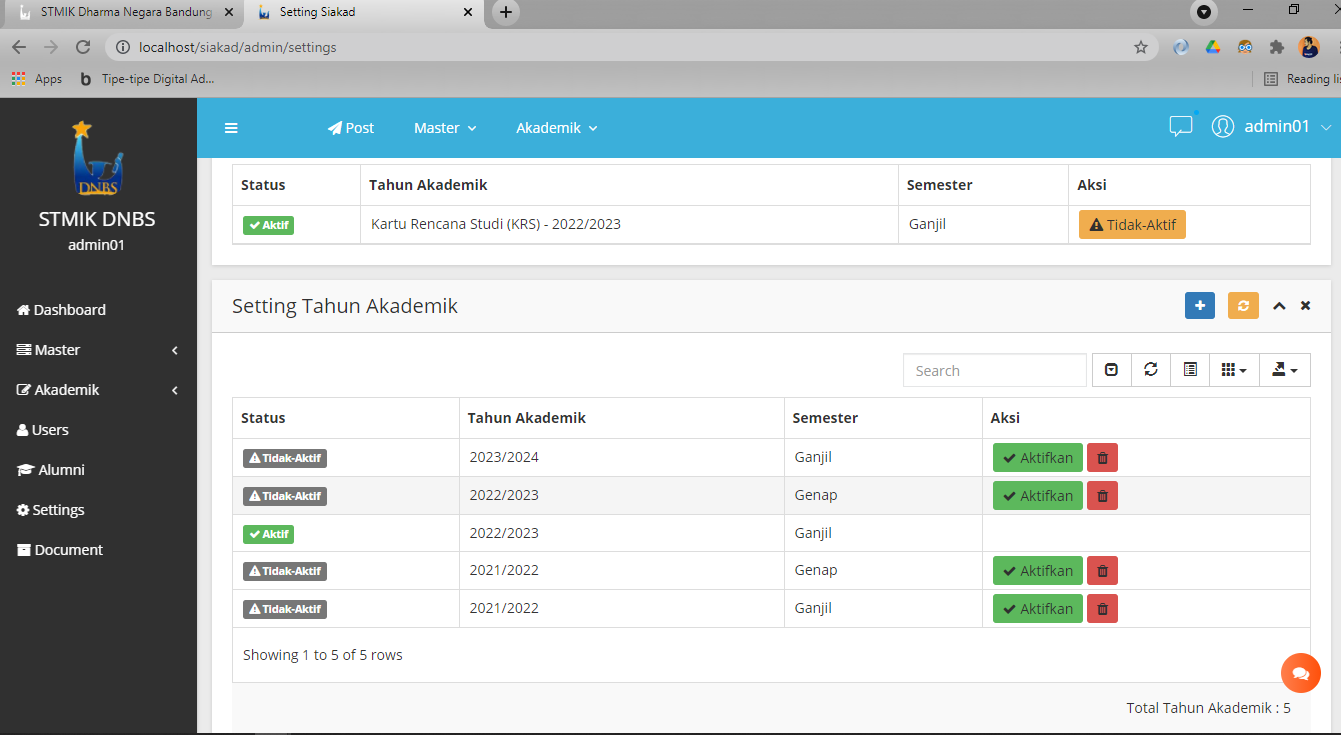 STMIK Dharma Negara Bandung
Setting Siakad
localhost/siakad/admin/settings
Apps
Tipe-tipe Digital Ad...
Reading lis
DNBS
STMIK DNBS
admin01
Dashboard
Master
Akademik
Users
Alumni
Settings
Document
Post
Master
Akademik
admin01
Status Tahun Akademik Semester Aksi
Aktif Kartu Rencana Studi (KRS) - 2022/2023 Ganjil Tidak-Aktif
Setting Tahun Akademik
Search
Status Tahun Akademik Semester Aksi
Tidak-Aktif 2023/2024 Ganjil Aktifkan
Tidak-Aktif 2022/2023 Genap Aktifkan
Aktif 2022/2023 Ganjil
Tidak-Aktif 2021/2022 Genap Aktifkan
Tidak-Aktif 2021/2022 Ganjil Aktifkan
Showing 1 to 5 of 5 rows
Total Tahun Akademik : 5